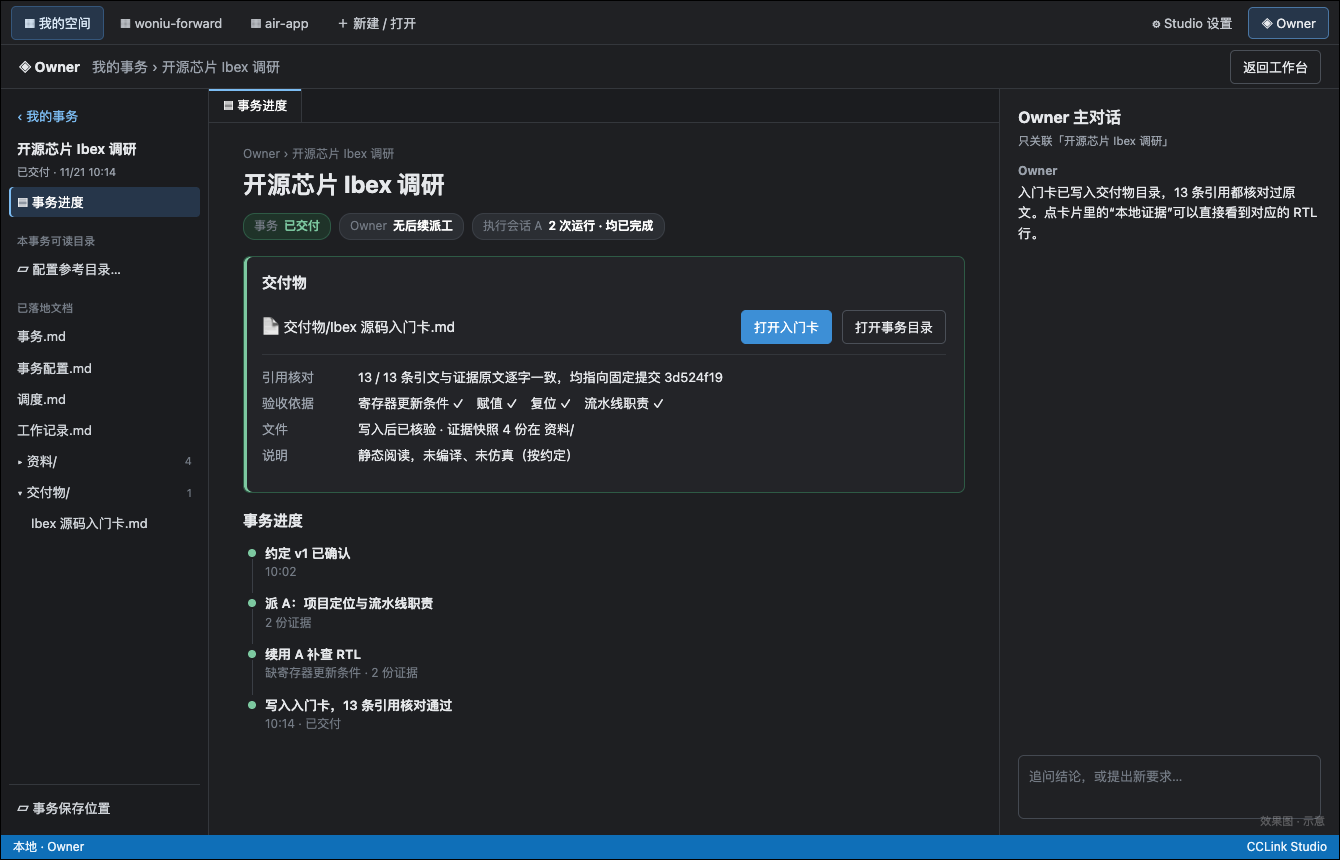 我的空间 woniu-forward air-app + 新建 / 打开 Studio 设置 Owner
Owner 我的事务 › 开源芯片 Ibex 调研 返回工作台
‹ 我的事务
开源芯片 Ibex 调研
已交付 · 11/21 10:14
事务进度
本事务可读目录
配置参考目录...
已落地文档
事务.md
事务配置.md
调度.md
工作记录.md
资料/ 4
交付物/ 1
Ibex 源码入门卡.md
事务保存位置
事务进度
Owner › 开源芯片 Ibex 调研
开源芯片 Ibex 调研
事务 已交付 Owner 无后续派工 执行会话 A 2 次运行 · 均已完成
交付物
交付物/Ibex 源码入门卡.md 打开入门卡 打开事务目录
引用核对 13 / 13 条引文与证据原文逐字一致，均指向固定提交 3d524f19
验收依据 寄存器更新条件 ✓ 赋值 ✓ 复位 ✓ 流水线职责 ✓
文件 写入后已核验 · 证据快照 4 份在 资料/
说明 静态阅读，未编译、未仿真（按约定）
事务进度
约定 v1 已确认
10:02
派 A：项目定位与流水线职责
2 份证据
续用 A 补查 RTL
缺寄存器更新条件 · 2 份证据
写入入门卡，13 条引用核对通过
10:14 · 已交付
Owner 主对话
只关联「开源芯片 Ibex 调研」
Owner
入门卡已写入交付物目录，13 条引用都核对过原
文。点卡片里的“本地证据”可以直接看到对应的 RTL
行。
追问结论，或提出新要求...
效果图 · 示意
本地 · Owner CCLink Studio